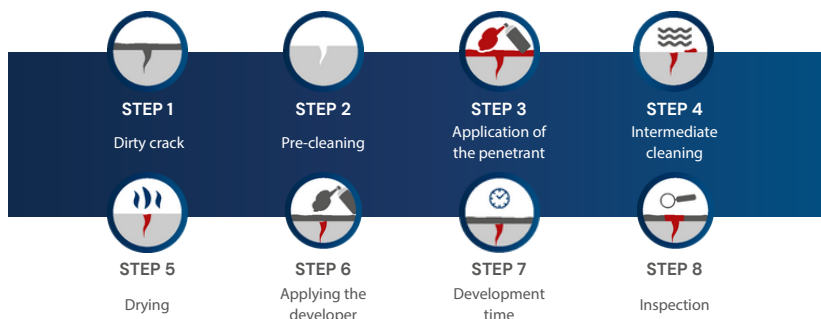 STEP 1
Dirty crack
STEP 2
Pre-cleaning
STEP 3
Application of
the penetrant
STEP 4
Intermediate
cleaning
STEP 5
Drying
STEP 6
Applying the
developer
STEP 7
Development
time
STEP 8
Inspection